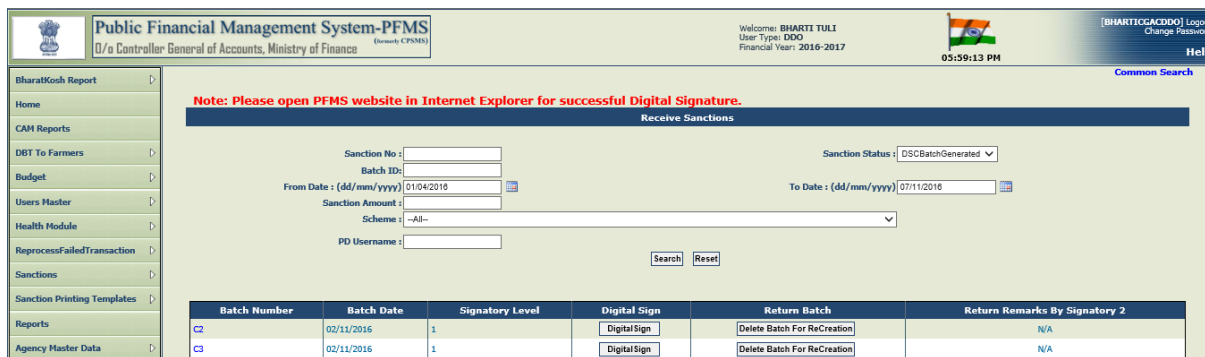 Public Financial Management System-PFMS
(formerly CPSMS)
O/o Controller General of Accounts, Ministry of Finance
Welcome: BHARTI TULI
User Type: DDO
Financial Year: 2016-2017
05:59:13 PM
[BHARTICGACDDO] Logo
Change Passwo
Hel
Common Search
BharatKosh Report
Home
CAM Reports
DBT To Farmers
Budget
Users Master
Health Module
ReprocessFailedTransaction
Sanctions
Sanction Printing Templates
Reports
Agency Master Data
Note: Please open PFMS website in Internet Explorer for successful Digital Signature.
Receive Sanctions
Sanction No : Sanction Status : DSCBatchGenerated
Batch ID:
From Date : (dd/mm/yyyy) 01/04/2016 To Date : (dd/mm/yyyy) 07/11/2016
Sanction Amount :
Scheme : --All--
PD Username :
Search Reset
Batch Number Batch Date Signatory Level Digital Sign Return Batch Return Remarks By Signatory 2
C2 02/11/2016 1 DigitalSign Delete Batch For ReCreation N/A
C3 02/11/2016 1 DigitalSign Delete Batch For ReCreation N/A